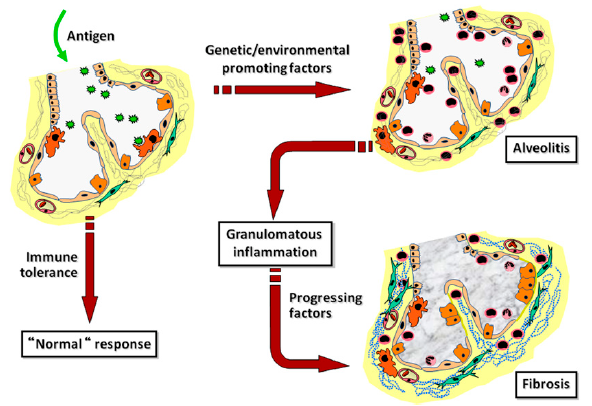 Antigen
Genetic/environmental
promoting factors
Alveolitis
Granulomatous
inflammation
Immune
tolerance
Progressing
factors
“Normal“ response
Fibrosis